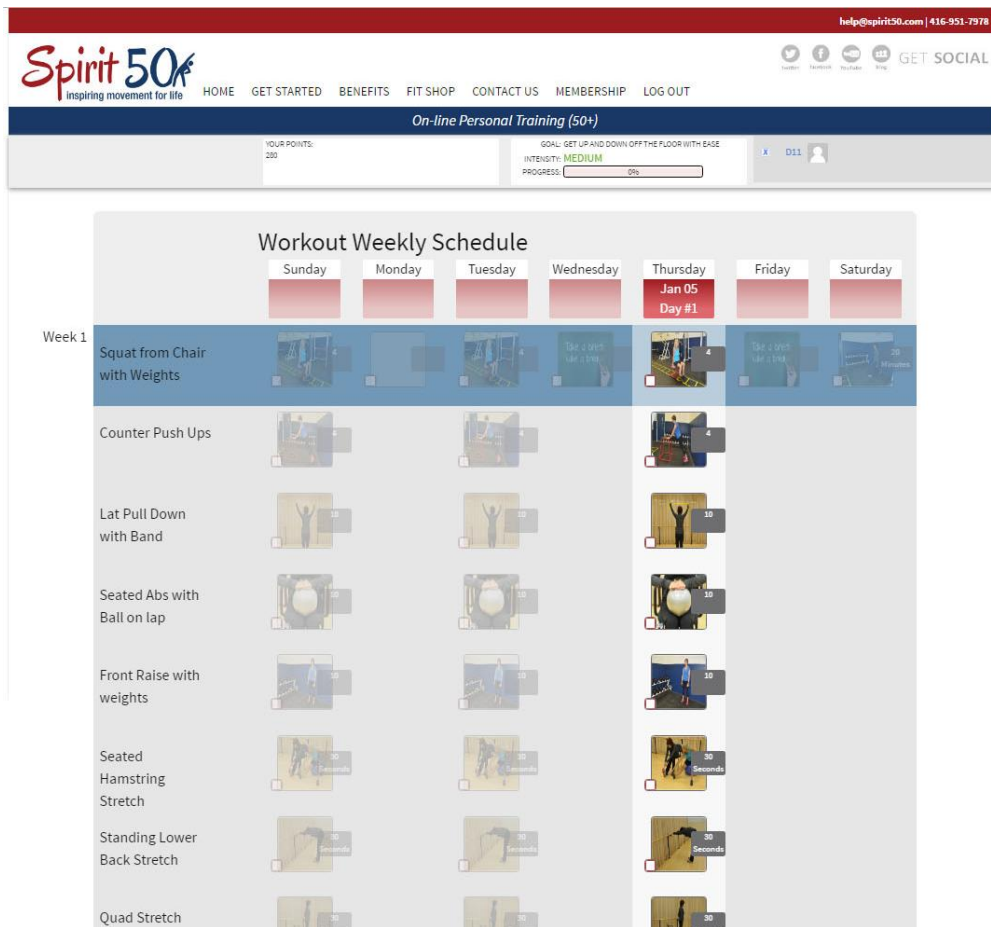 help@spirit50.com | 416-951-7978
Spirit 50
inspiring movement for life
HOME GET STARTED BENEFITS FIT SHOP CONTACT US MEMBERSHIP LOG OUT
GET SOCIAL
On-line Personal Training (50+)
YOUR POINTS:
280
GOAL: GET UP AND DOWN OFF THE FLOOR WITH EASE
INTENSITY: MEDIUM
PROGRESS: 0%
X D11
Workout Weekly Schedule
Sunday Monday Tuesday Wednesday Thursday Friday Saturday
Jan 05
Day #1
Week 1
Squat from Chair
with Weights
4 4 4 20
Minutes
Counter Push Ups
4 4 4
Lat Pull Down
with Band
10 10 10
Seated Abs with
Ball on lap
10 10 10
Front Raise with
weights
10 10 10
Seated
Hamstring
Stretch
30 30 30
Seconds Seconds Seconds
Standing Lower
Back Stretch
30 30 30
Seconds Seconds Seconds
Quad Stretch
30 30 30